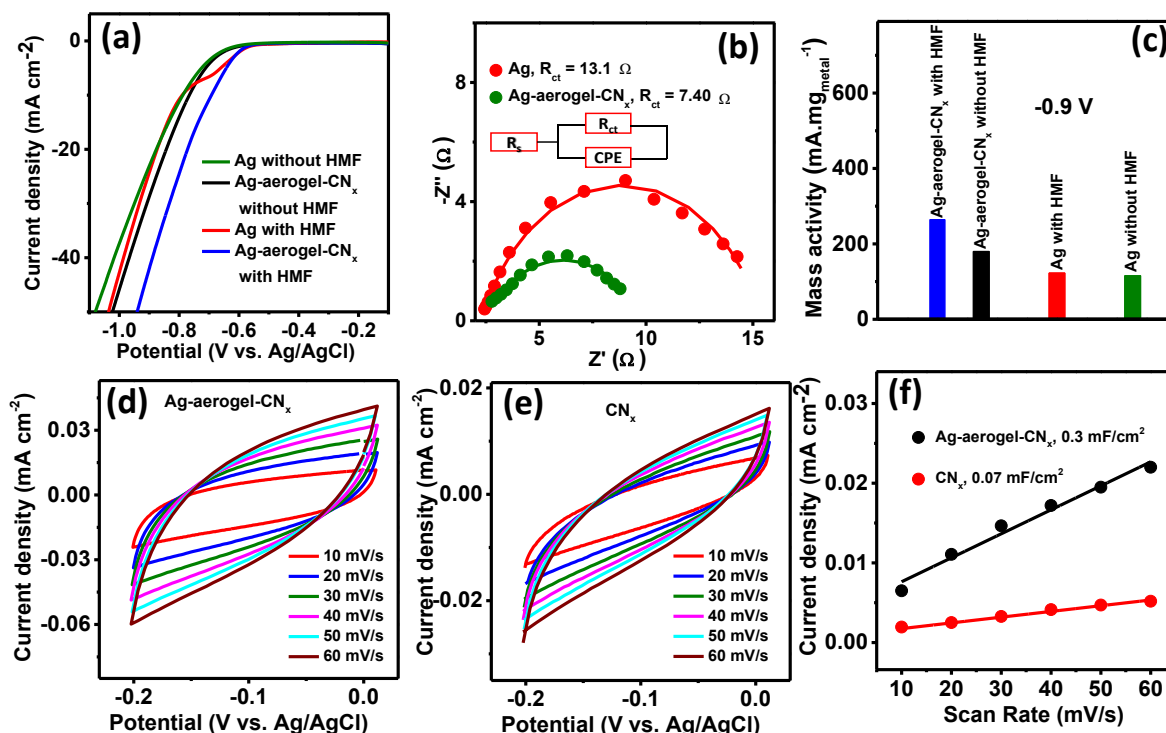 (a)
Current density (mA cm-2)
0
-20
-40
Ag without HMF
Ag-aerogel-CNx
without HMF
Ag with HMF
Ag-aerogel-CNx
with HMF
-1.0 -0.8 -0.6 -0.4 -0.2
Potential (V vs. Ag/AgCl)
(b)
-Z'' (Ω)
-8
-4
0
Ag, Rct = 13.1 Ω
Ag-aerogel-CNx, Rct = 7.40 Ω
Rs
Rct
CPE
5 10 15
Z' (Ω)
(c)
Mass activity (mA.mgmetal-1)
600
400
200
0
-0.9 V
Ag-aerogel-CNx with HMF
Ag-aerogel-CNx without HMF
Ag with HMF
Ag without HMF
(d)
Ag-aerogel-CNx
Current density (mA cm-2)
0.03
0.00
-0.03
-0.06
10 mV/s
20 mV/s
30 mV/s
40 mV/s
50 mV/s
60 mV/s
-0.2 -0.1 0.0
Potential (V vs. Ag/AgCl)
(e)
CNx
Current density (mA cm-2)
0.02
0.00
-0.02
10 mV/s
20 mV/s
30 mV/s
40 mV/s
50 mV/s
60 mV/s
-0.2 -0.1 0.0
Potential (V vs. Ag/AgCl)
(f)
Current density (mA cm-2)
0.03
0.02
0.01
0.00
Ag-aerogel-CNx, 0.3 mF/cm2
CNx, 0.07 mF/cm2
10 20 30 40 50 60
Scan Rate (mV/s)